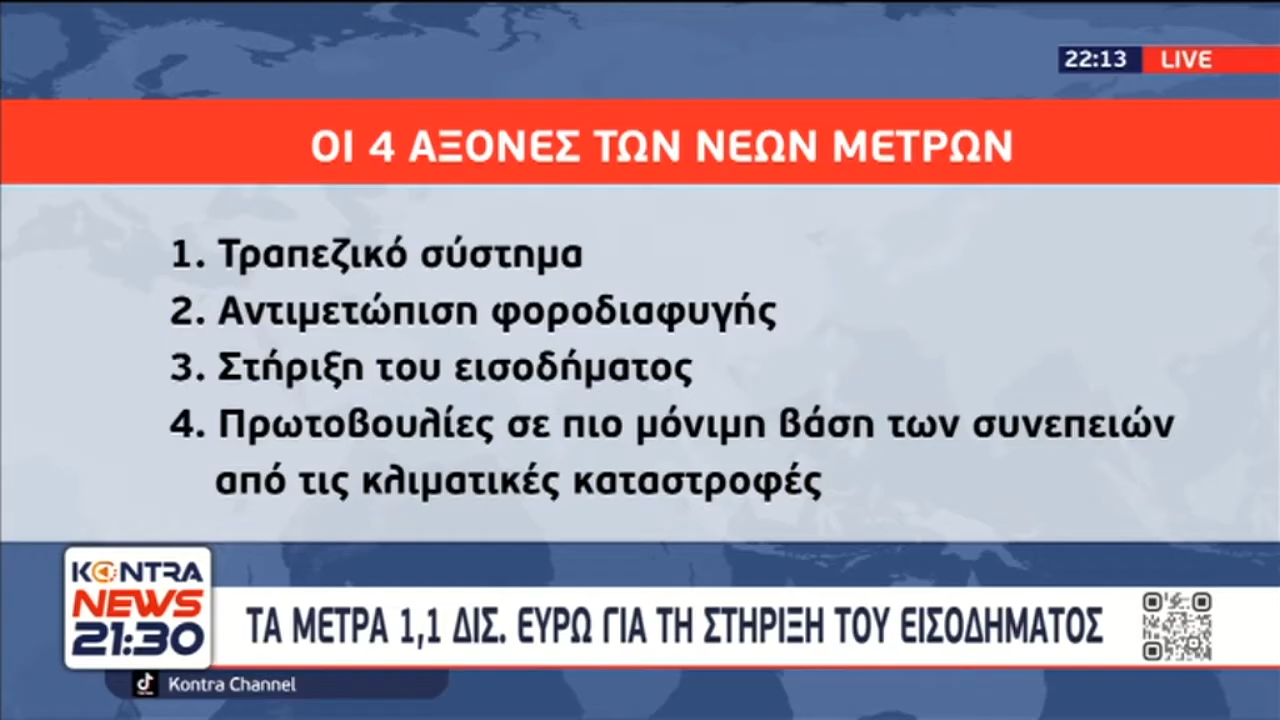 22:13 LIVE
ΟΙ 4 ΑΞΟΝΕΣ ΤΩΝ ΝΕΩΝ ΜΕΤΡΩΝ
1. Τραπεζικό σύστημα
2. Αντιμετώπιση φοροδιαφυγής
3. Στήριξη του εισοδήματος
4. Πρωτοβουλίες σε πιο μόνιμη βάση των συνεπειών
από τις κλιματικές καταστροφές
KONTRA
NEWS
21:30
ΤΑ ΜΕΤΡΑ 1,1 ΔΙΣ. ΕΥΡΩ ΓΙΑ ΤΗ ΣΤΗΡΙΞΗ ΤΟΥ ΕΙΣΟΔΗΜΑΤΟΣ
Kontra Channel